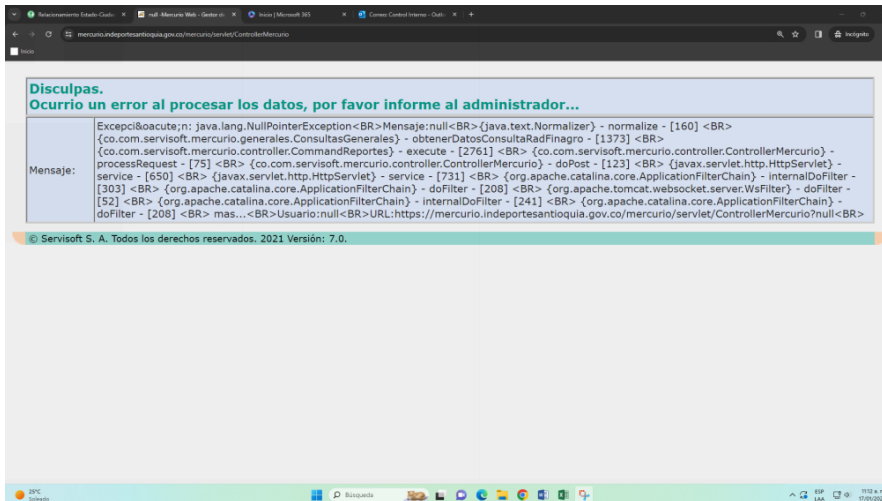 Relacionamiento Estado-Ciuda
null -Mercurio Web - Gestor d
Inicio | Microsoft 365
Correo: Control Interno - Outlo
mercurio.indeportesantioquia.gov.co/mercurio/servlet/ControllerMercurio
Incógnito
Inicio
Disculpas.
Ocurrio un error al procesar los datos, por favor informe al administrador...
Mensaje:
Excepci&oacute;n: java.lang.NullPointerException<BR>Mensaje:null<BR>{java.text.Normalizer} - normalize - [160] <BR>
{co.com.servisoft.mercurio.generales.ConsultasGenerales} - obtenerDatosConsultaRadFinagro - [1373] <BR>
{co.com.servisoft.mercurio.controller.CommandReportes} - execute - [2761] <BR> {co.com.servisoft.mercurio.controller.ControllerMercurio} -
processRequest - [75] <BR> {co.com.servisoft.mercurio.controller.ControllerMercurio} - doPost - [123] <BR> {javax.servlet.http.HttpServlet} -
service - [650] <BR> {javax.servlet.http.HttpServlet} - service - [731] <BR> {org.apache.catalina.core.ApplicationFilterChain} - internalDoFilter -
[303] <BR> {org.apache.catalina.core.ApplicationFilterChain} - doFilter - [208] <BR> {org.apache.tomcat.websocket.server.WsFilter} - doFilter -
[52] <BR> {org.apache.catalina.core.ApplicationFilterChain} - internalDoFilter - [241] <BR> {org.apache.catalina.core.ApplicationFilterChain} -
doFilter - [208] <BR> mas...<BR>Usuario:null<BR>URL:https://mercurio.indeportesantioquia.gov.co/mercurio/servlet/ControllerMercurio?null<BR>
© Servisoft S. A. Todos los derechos reservados. 2021 Versión: 7.0.
25°C
Soleado
Búsqueda
ESP
LAA